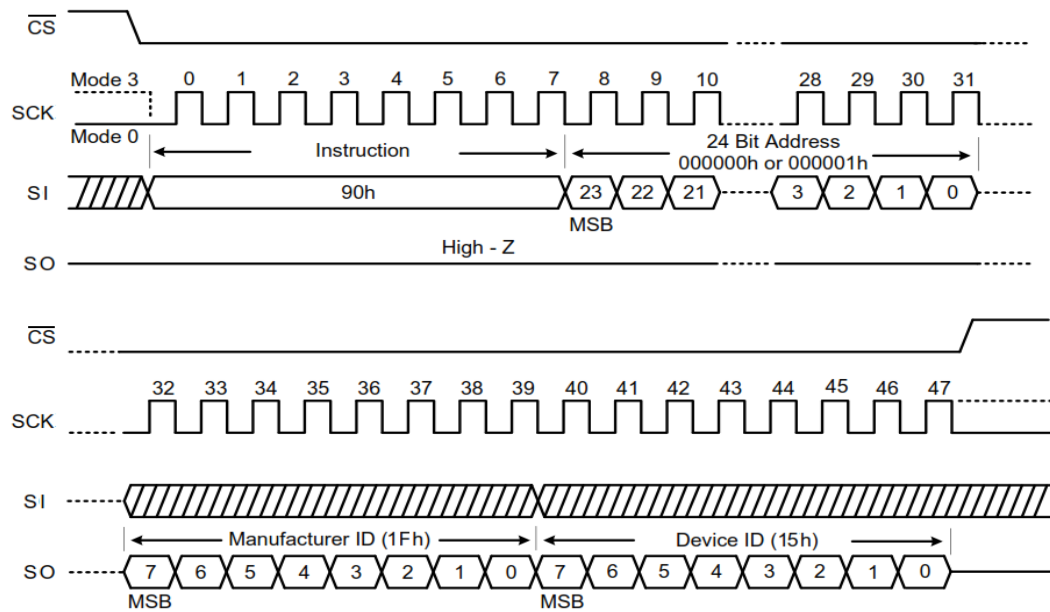 CS
Mode 3 0 1 2 3 4 5 6 7 8 9 10 28 29 30 31
SCK
Mode 0
Instruction 24 Bit Address
000000h or 000001h
SI 90h 23 22 21 3 2 1 0
MSB
High - Z
SO
CS
32 33 34 35 36 37 38 39 40 41 42 43 44 45 46 47
SCK
SI
Manufacturer ID (1Fh) Device ID (15h)
SO 7 6 5 4 3 2 1 0 7 6 5 4 3 2 1 0
MSB MSB